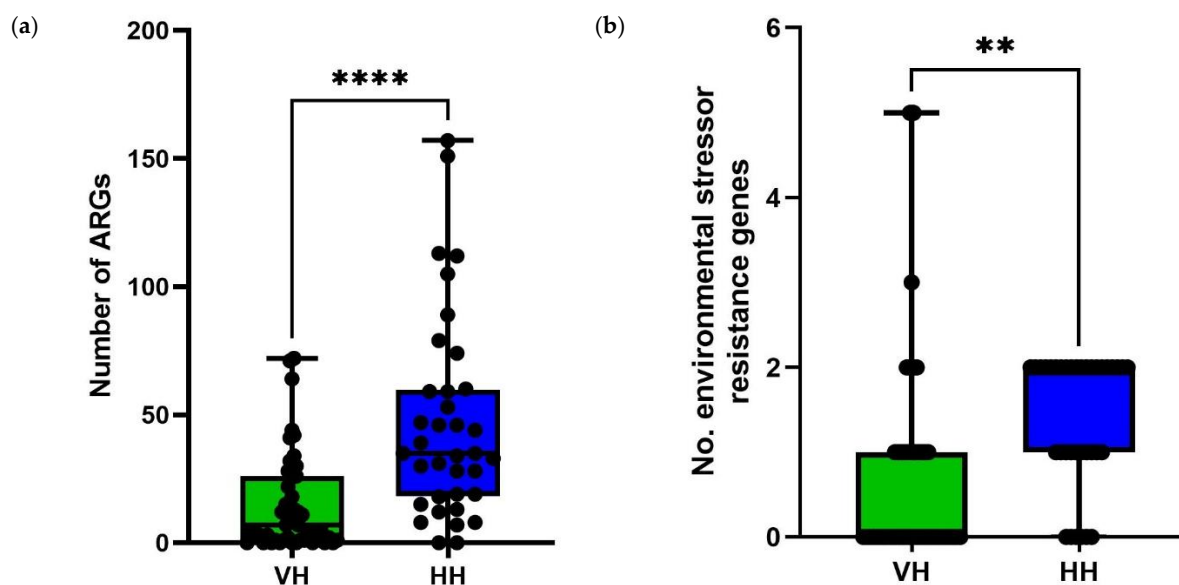 (a)
Number of ARGs
200
150
100
50
0
****
VH
HH
(b)
No. environmental stressor
resistance genes
6
4
2
0
**
VH
HH